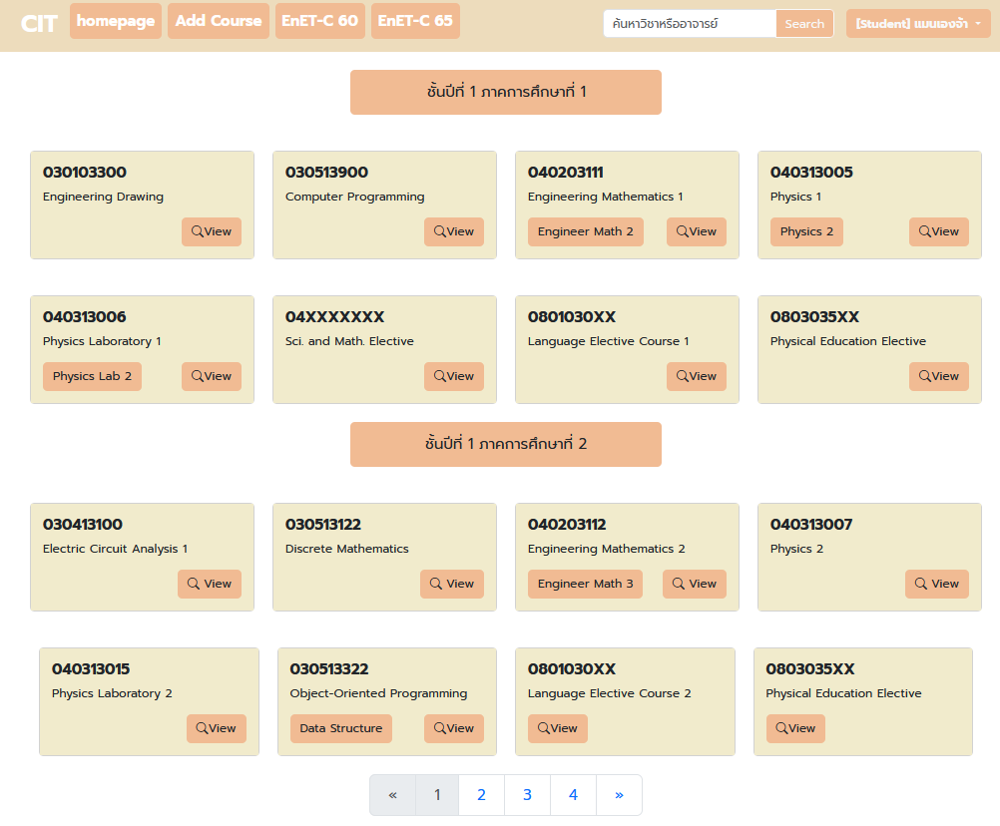 CIT homepage Add Course EnET-C 60 EnET-C 65 ค้นหาวิชาหรืออาจารย์ Search [Student] แมนเองจ้า
ชั้นปีที่ 1 ภาคการศึกษาที่ 1
030103300
Engineering Drawing
View
030513900
Computer Programming
View
040203111
Engineering Mathematics 1
Engineer Math 2 View
040313005
Physics 1
Physics 2 View
040313006
Physics Laboratory 1
Physics Lab 2 View
04XXXXXXX
Sci. and Math. Elective
View
0801030XX
Language Elective Course 1
View
0803035XX
Physical Education Elective
View
ชั้นปีที่ 1 ภาคการศึกษาที่ 2
030413100
Electric Circuit Analysis 1
View
030513122
Discrete Mathematics
View
040203112
Engineering Mathematics 2
Engineer Math 3 View
040313007
Physics 2
View
040313015
Physics Laboratory 2
View
030513322
Object-Oriented Programming
Data Structure View
0801030XX
Language Elective Course 2
View
0803035XX
Physical Education Elective
View
« 1 2 3 4 »